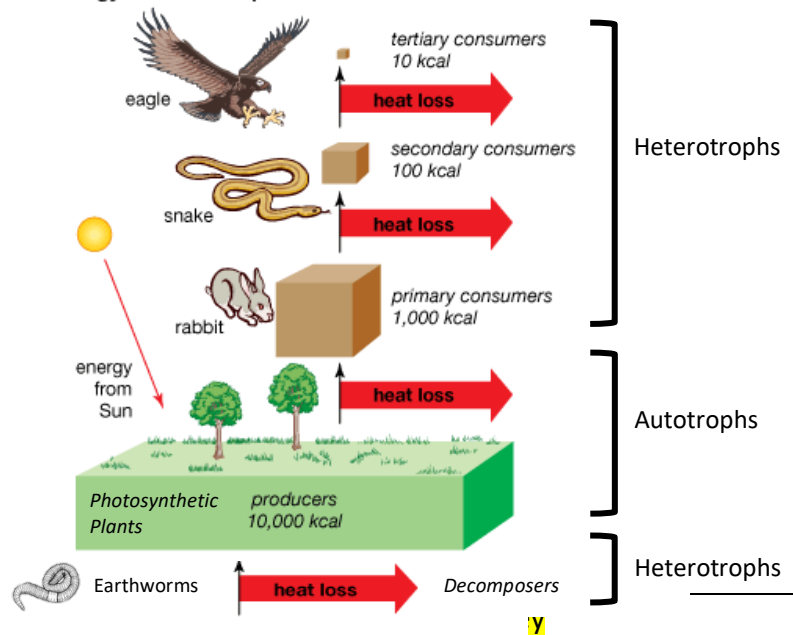 tertiary consumers
10 kcal
eagle
heat loss
Heterotrophs
secondary consumers
100 kcal
snake
heat loss
primary consumers
1,000 kcal
rabbit
energy
from
Sun
heat loss
Autotrophs
Photosynthetic
Plants
producers
10,000 kcal
Earthworms
heat loss
Decomposers
Heterotrophs